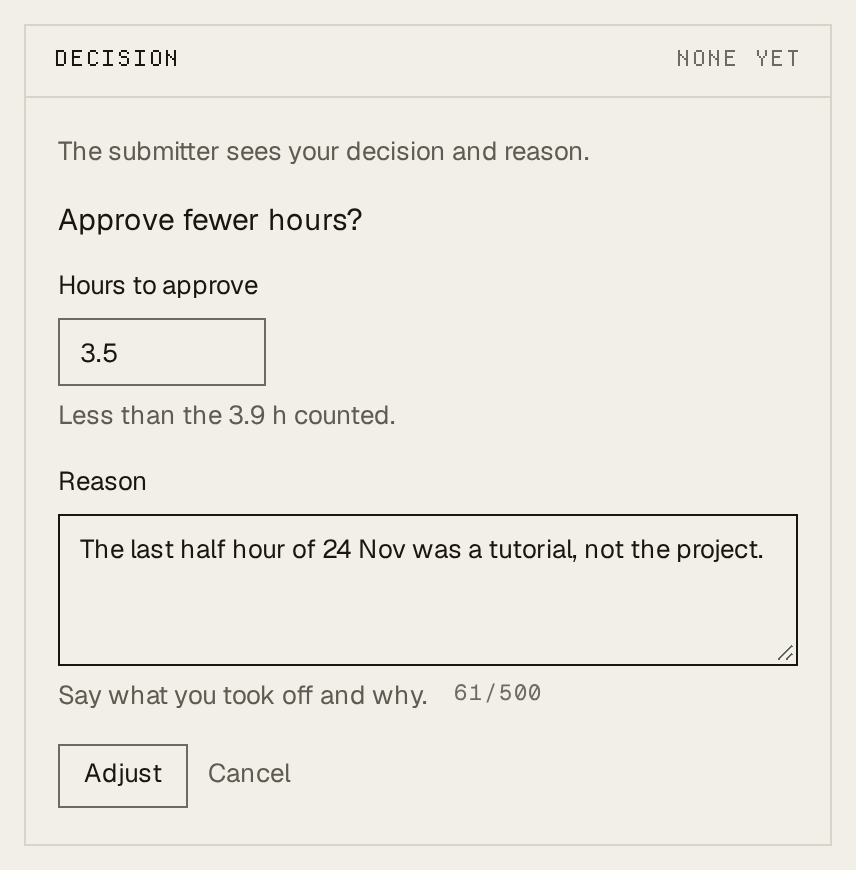 DECISION
NONE YET
The submitter sees your decision and reason.
Approve fewer hours?
Hours to approve
3.5
Less than the 3.9 h counted.
Reason
The last half hour of 24 Nov was a tutorial, not the project.
Say what you took off and why. 61/500
Adjust Cancel